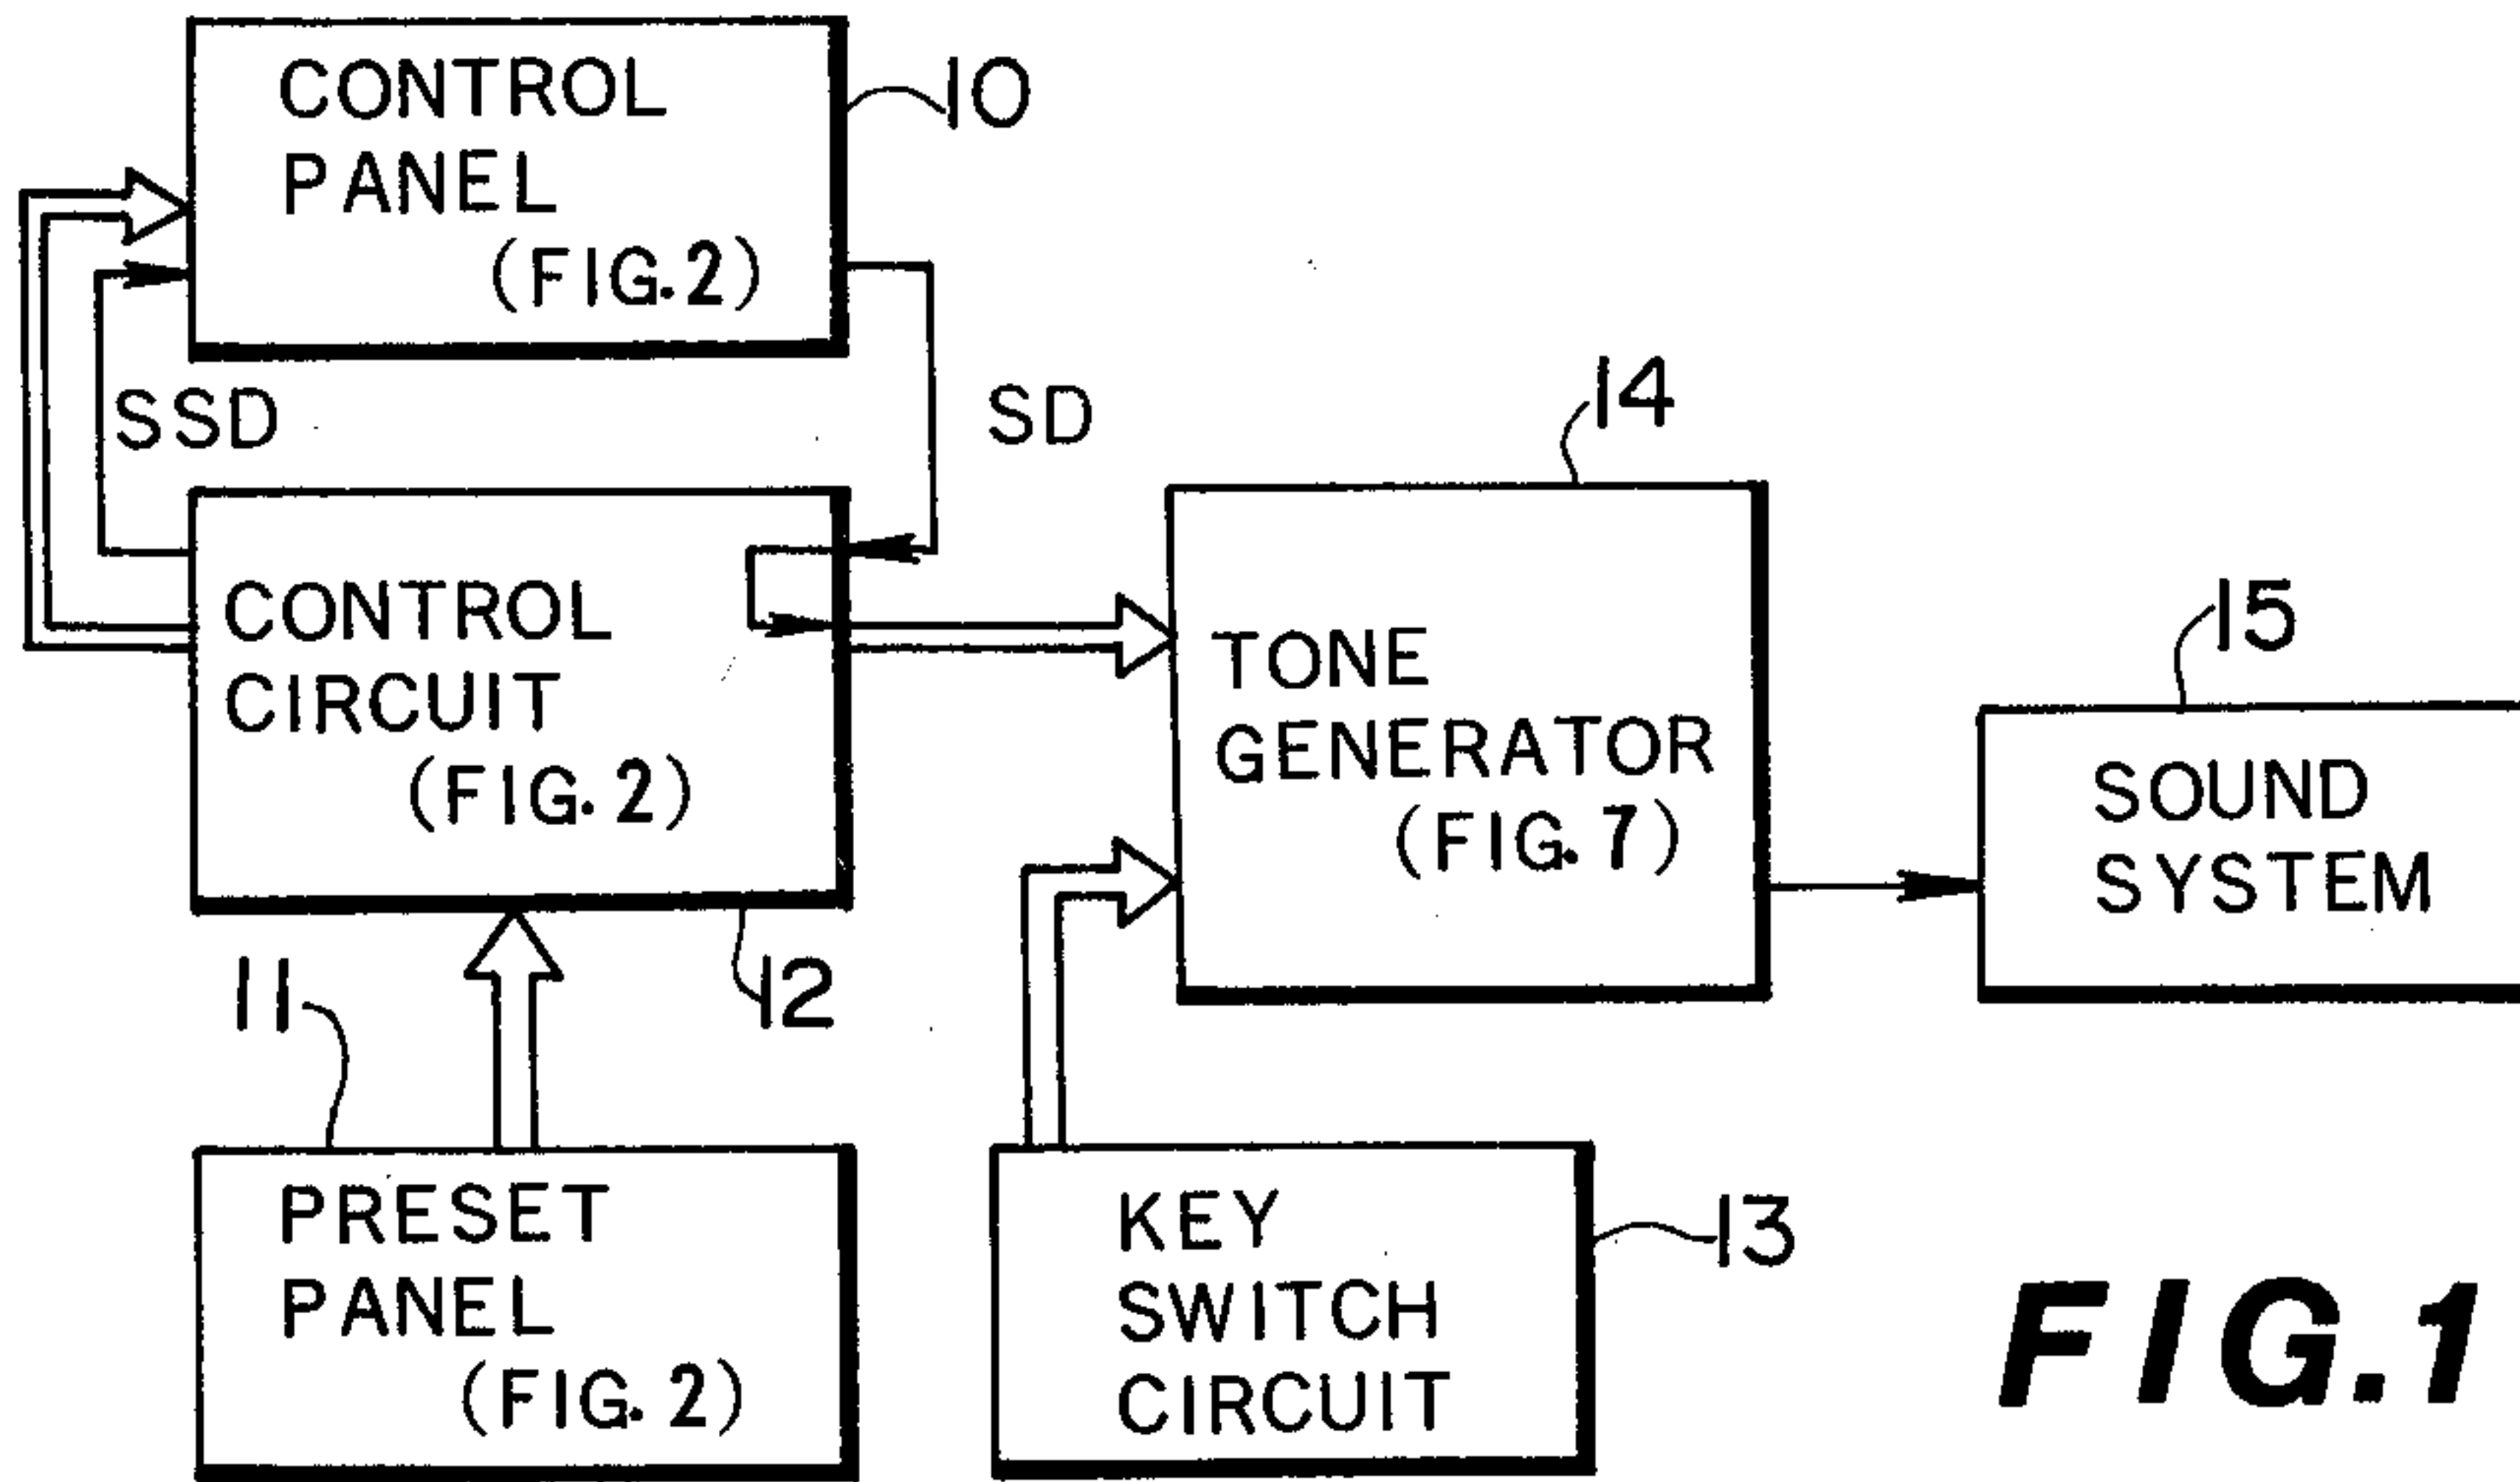 CONTROL
PANEL
(FIG.2)
10
SSD
SD
CONTROL
CIRCUIT
(FIG.2)
12
14
TONE
GENERATOR
(FIG.7)
15
SOUND
SYSTEM
11
PRESET
PANEL
(FIG.2)
KEY
SWITCH
CIRCUIT
13
FIG.1